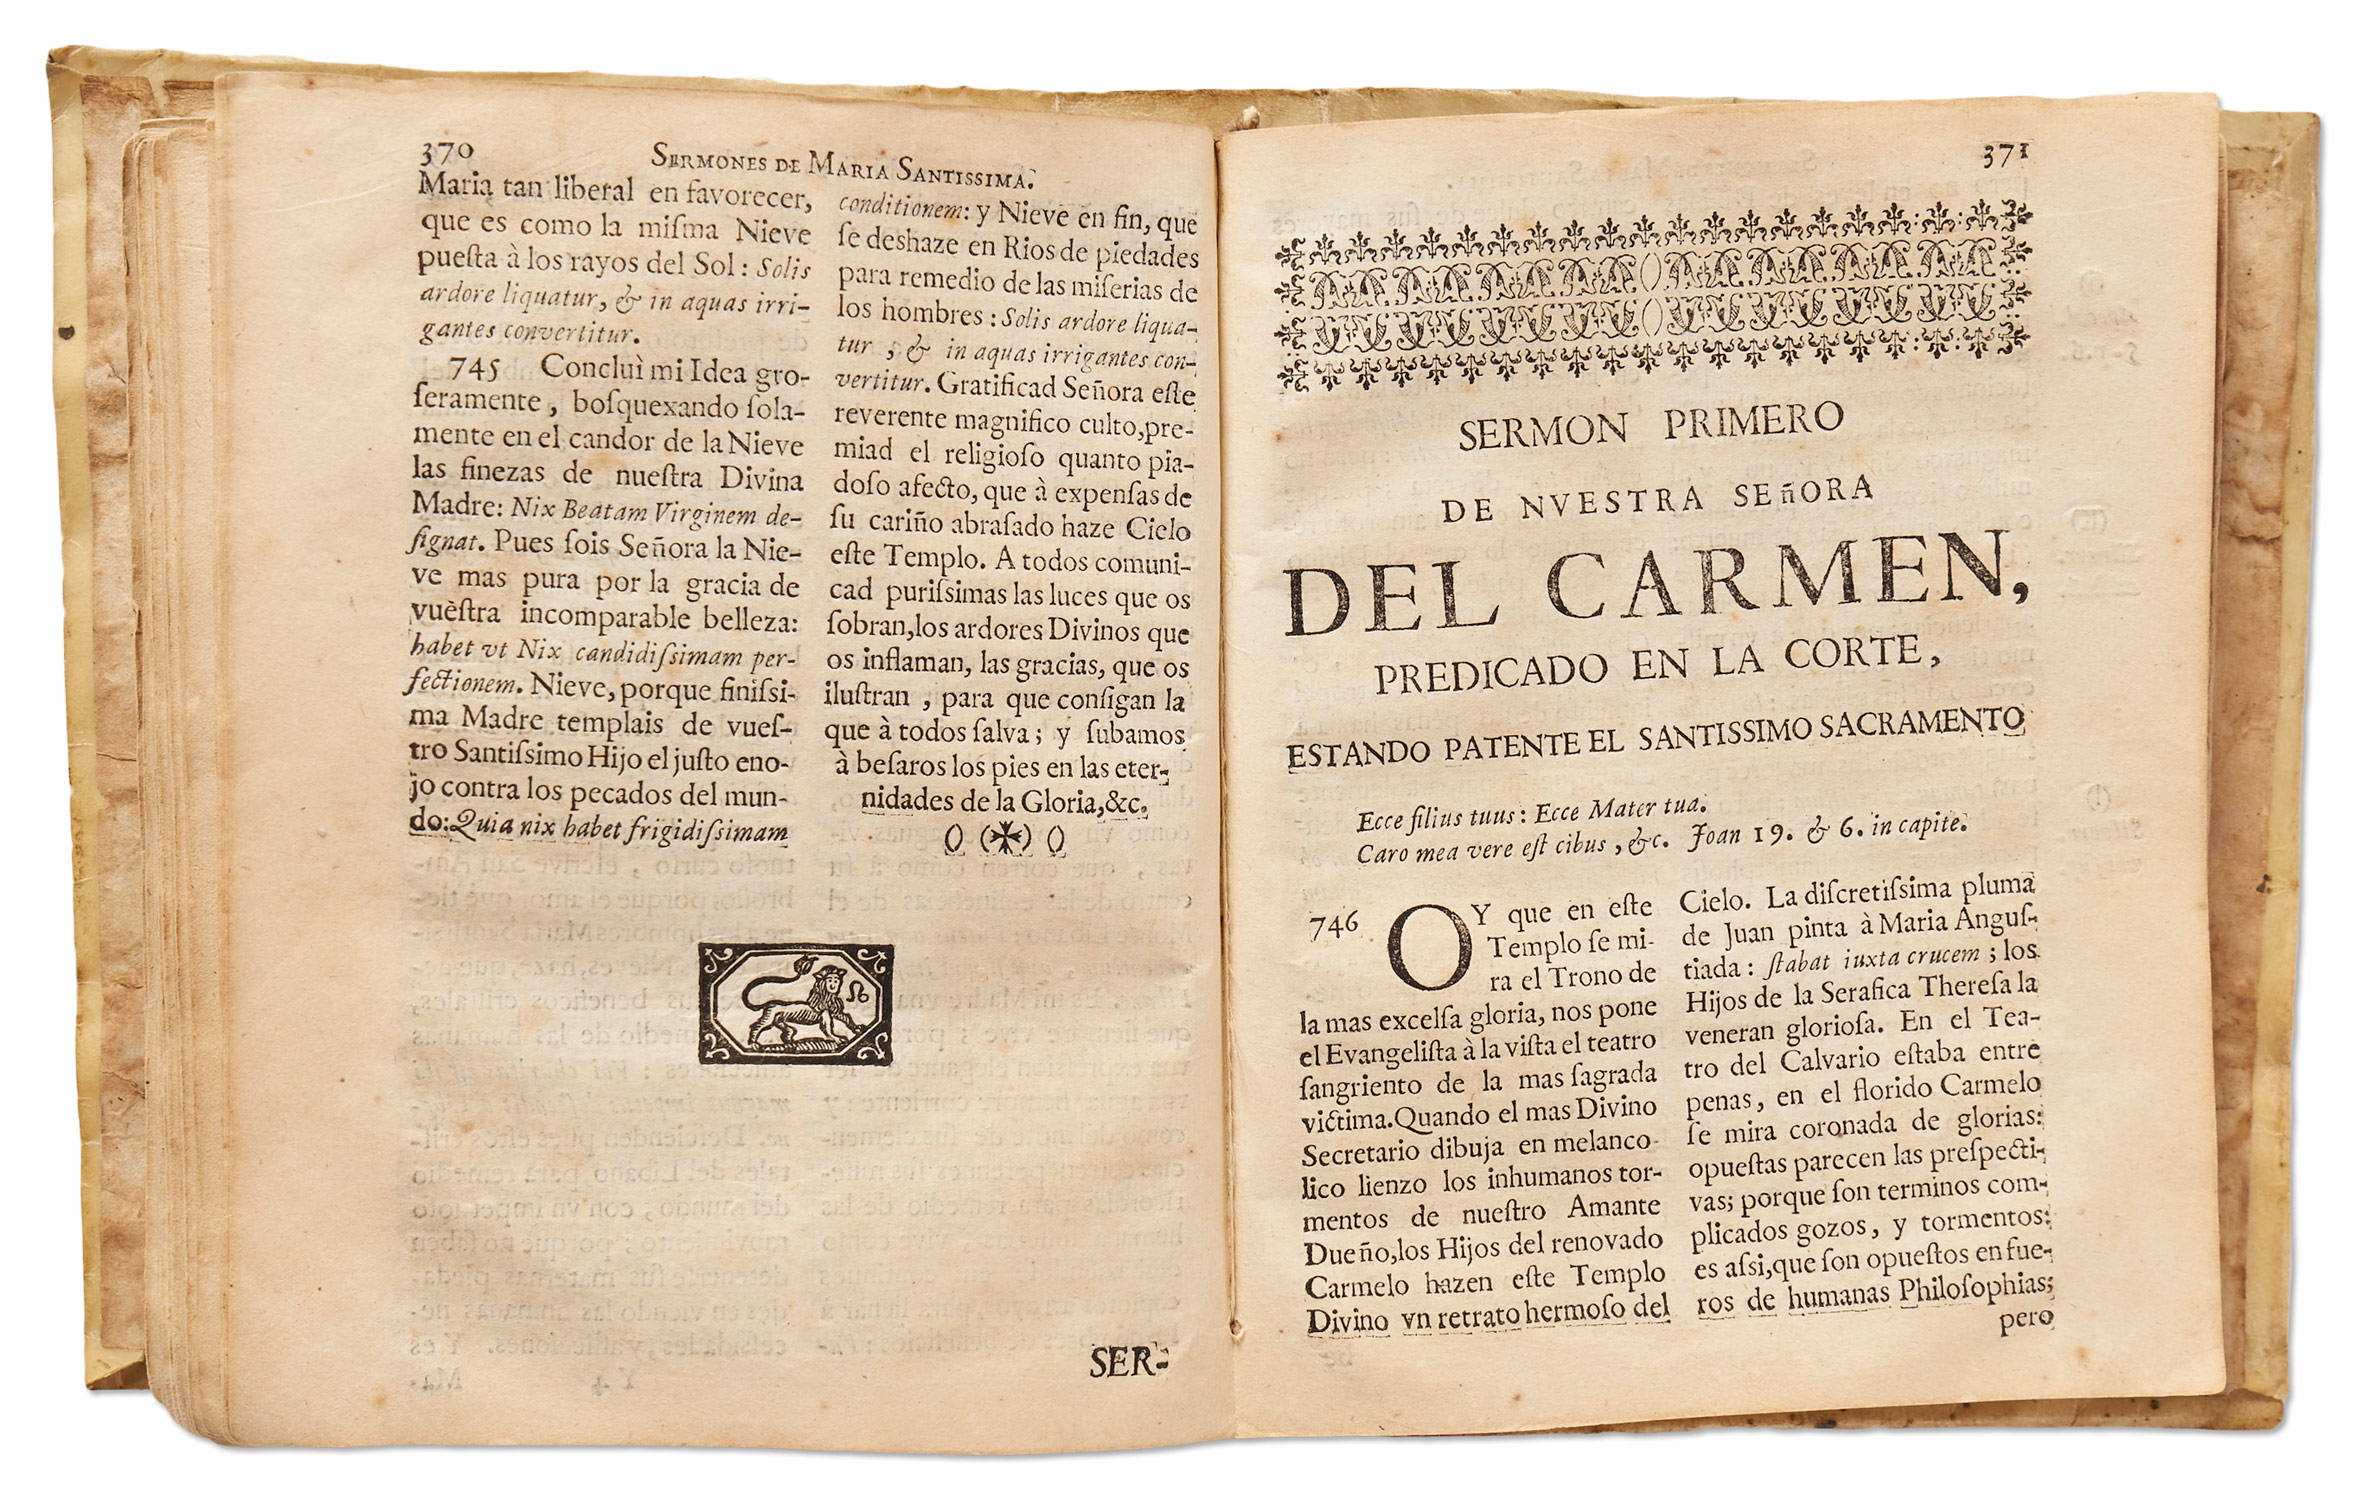 370
SERMONES DE MARIA SANTISSIMA.
Maria tan liberal en favorecer,
que es como la miſma Nieve
pueſta à los rayos del Sol: Solis
ardore liquatur, & in aquas irri-
gantes convertitur.
745 Concluì mi Idea gro-
ſeramente, boſquexando ſola-
mente en el candor de la Nieve
las finezas de nueſtra Divina
Madre: Nix Beatam Virginem de-
ſignat. Pues ſois Señora la Nie-
ve mas pura por la gracia de
vuèſtra incomparable belleza:
habet vt Nix candidiſsimam per-
fectionem. Nieve, porque finiſsi-
ma Madre templais de vueſ-
tro Santiſsimo Hijo el juſto eno-
jo contra los pecados del mun-
do: Quia nix habet frigidiſsimam
conditionem: y Nieve en fin, que
ſe deshaze en Rios de piedades
para remedio de las miſerias de
los hombres: Solis ardore liqua-
tur, & in aquas irrigantes con-
vertitur. Gratificad Señora eſte
reverente magnifico culto, pre-
miad el religioſo quanto pia-
doſo afecto, que à expenſas de
ſu cariño abraſado haze Cielo
eſte Templo. A todos comuni-
cad puriſsimas las luces que os
ſobran, los ardores Divinos que
os inflaman, las gracias, que os
iluſtran, para que conſigan la
que à todos ſalva; y ſubamos
à beſaros los pies en las eter-
nidades de la Gloria, &c.
() (✠) ()
♌
SER-
371
SERMON PRIMERO
DE NVESTRA SEñORA
DEL CARMEN,
PREDICADO EN LA CORTE,
ESTANDO PATENTE EL SANTISSIMO SACRAMENTO
Ecce filius tuus: Ecce Mater tua.
Caro mea vere eſt cibus, &c. Joan 19. & 6. in capite.
746 OY que en eſte
Templo ſe mi-
ra el Trono de
la mas excelſa gloria, nos pone
el Evangeliſta à la viſta el teatro
ſangriento de la mas ſagrada
victima. Quando el mas Divino
Secretario dibuja en melanco-
lico lienzo los inhumanos tor-
mentos de nueſtro Amante
Dueño, los Hijos del renovado
Carmelo hazen eſte Templo
Divino vn retrato hermoſo del
Cielo. La diſcretiſsima pluma
de Juan pinta à Maria Anguſ-
tiada: ſtabat iuxta crucem; los
Hijos de la Serafica Thereſa la
veneran glorioſa. En el Tea-
tro del Calvario eſtaba entre
penas, en el florido Carmelo
ſe mira coronada de glorias:
opueſtas parecen las preſpecti-
vas; porque ſon terminos com-
plicados gozos, y tormentos:
es aſsi, que ſon opueſtos en fue-
ros de humanas Philoſophias;
pero